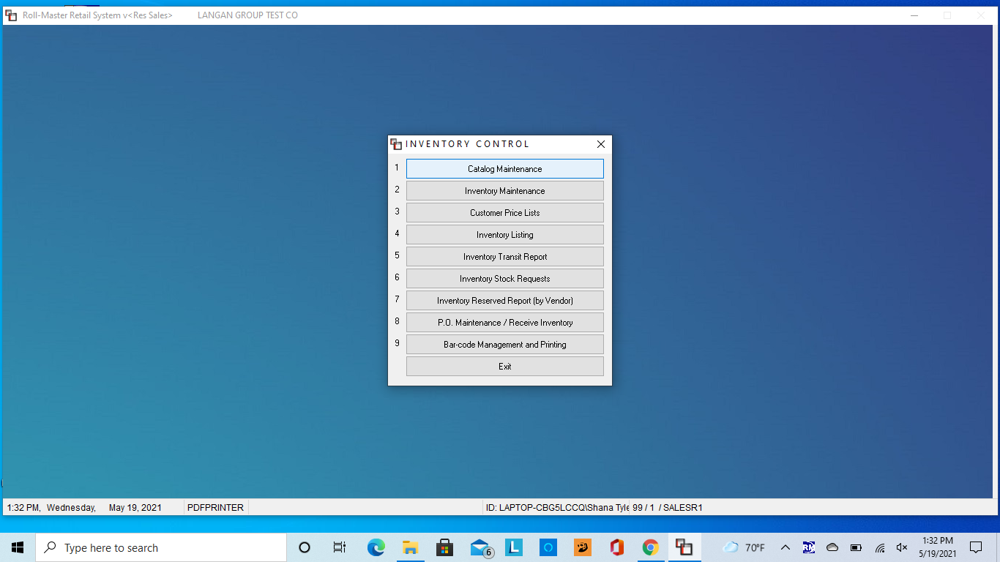 Roll-Master Retail System v<Res Sales> LANGAN GROUP TEST CO
INVENTORY CONTROL
1 Catalog Maintenance
2 Inventory Maintenance
3 Customer Price Lists
4 Inventory Listing
5 Inventory Transit Report
6 Inventory Stock Requests
7 Inventory Reserved Report (by Vendor)
8 P.O. Maintenance / Receive Inventory
9 Bar-code Management and Printing
Exit
1:32 PM, Wednesday, May 19, 2021 PDFPRINTER ID: LAPTOP-CBG5LCCQ\Shana Tyle 99 / 1 / SALESR1
Type here to search 6 L O 70°F RM 1:32 PM
5/19/2021